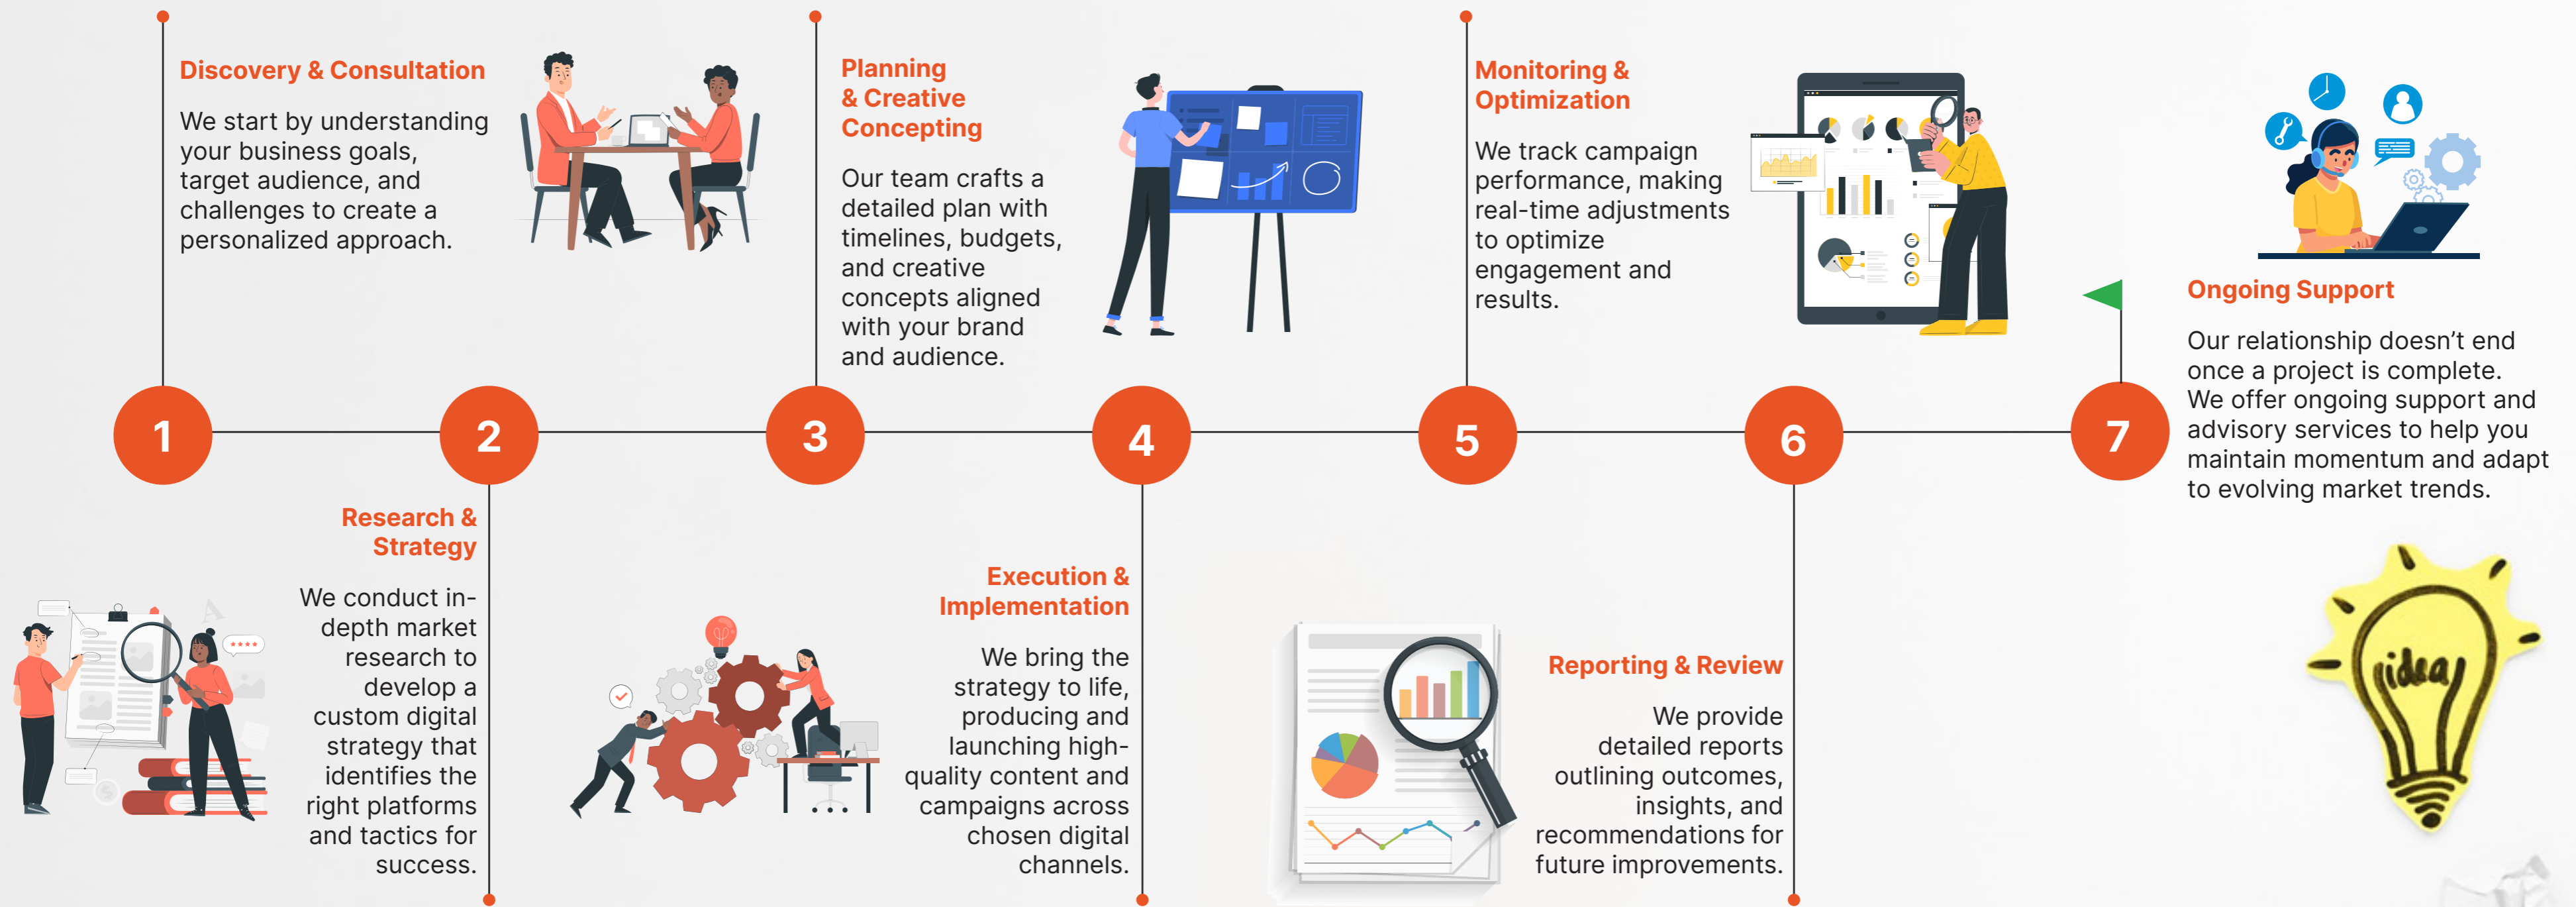 Discovery & Consultation
We start by understanding
your business goals,
target audience, and
challenges to create a
personalized approach.
Planning
& Creative
Concepting
Our team crafts a
detailed plan with
timelines, budgets,
and creative
concepts aligned
with your brand
and audience.
Monitoring &
Optimization
We track campaign
performance, making
real-time adjustments
to optimize
engagement and
results.
Ongoing Support
Our relationship doesn’t end
once a project is complete.
We offer ongoing support and
advisory services to help you
maintain momentum and adapt
to evolving market trends.
1
2
3
4
5
6
7
Research &
Strategy
We conduct in-
depth market
research to
develop a
custom digital
strategy that
identifies the
right platforms
and tactics for
success.
A
Execution &
Implementation
We bring the
strategy to life,
producing and
launching high-
quality content and
campaigns across
chosen digital
channels.
Reporting & Review
We provide
detailed reports
outlining outcomes,
insights, and
recommendations for
future improvements.
idea